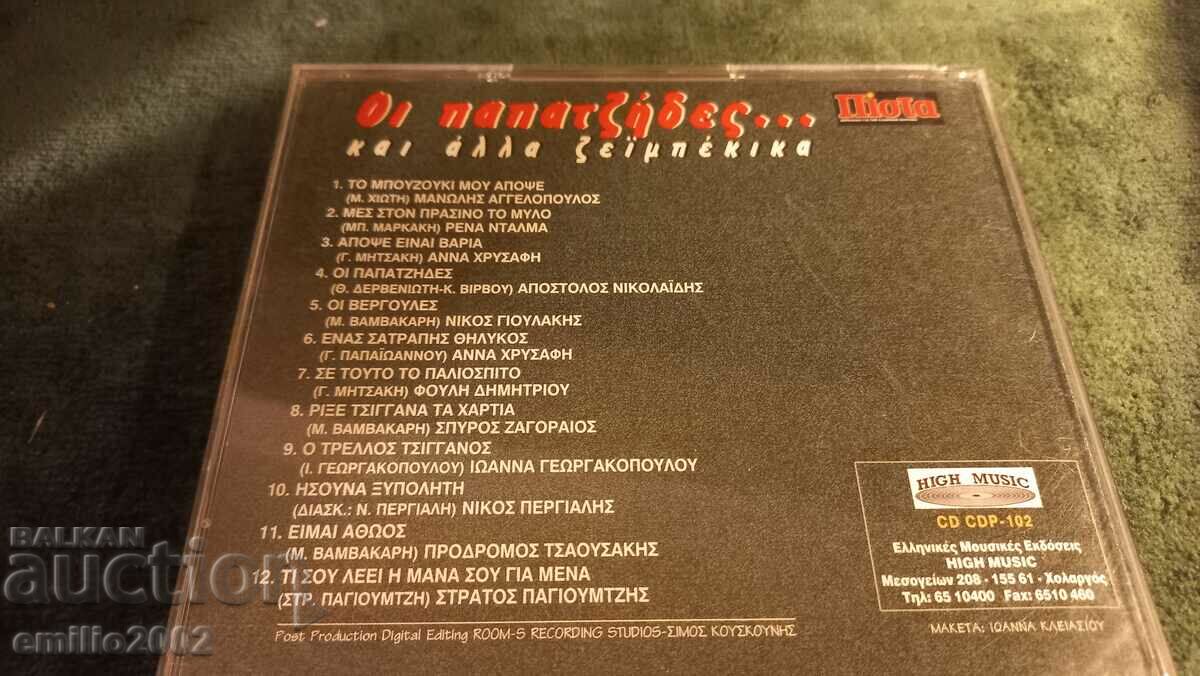 Οι παπατζήδες...
Πίστα
και άλλα ζεϊμπέκικα
1. ΤΟ ΜΠΟΥΖΟΥΚΙ ΜΟΥ ΑΠΟΨΕ
(Μ. ΧΙΩΤΗ) ΜΑΝΩΛΗΣ ΑΓΓΕΛΟΠΟΥΛΟΣ
2. ΜΕΣ ΣΤΟΝ ΠΡΑΣΙΝΟ ΤΟ ΜΥΛΟ
(ΜΠ. ΜΑΡΚΑΚΗ) ΡΕΝΑ ΝΤΑΛΜΑ
3. ΑΠΟΨΕ ΕΙΝΑΙ ΒΑΡΙΑ
(Γ. ΜΗΤΣΑΚΗ) ΑΝΝΑ ΧΡΥΣΑΦΗ
4. ΟΙ ΠΑΠΑΤΖΗΔΕΣ
(Θ. ΔΕΡΒΕΝΙΩΤΗ-Κ. ΒΙΡΒΟΥ) ΑΠΟΣΤΟΛΟΣ ΝΙΚΟΛΑΪΔΗΣ
5. ΟΙ ΒΕΡΓΟΥΛΕΣ
(Μ. ΒΑΜΒΑΚΑΡΗ) ΝΙΚΟΣ ΓΙΟΥΛΑΚΗΣ
6. ΕΝΑΣ ΣΑΤΡΑΠΗΣ ΘΗΛΥΚΟΣ
(Γ. ΠΑΠΑΪΩΑΝΝΟΥ) ΑΝΝΑ ΧΡΥΣΑΦΗ
7. ΣΕ ΤΟΥΤΟ ΤΟ ΠΑΛΙΟΣΠΙΤΟ
(Γ. ΜΗΤΣΑΚΗ) ΦΟΥΛΗ ΔΗΜΗΤΡΙΟΥ
8. ΡΙΞΕ ΤΣΙΓΓΑΝΑ ΤΑ ΧΑΡΤΙΑ
(Μ. ΒΑΜΒΑΚΑΡΗ) ΣΠΥΡΟΣ ΖΑΓΟΡΑΙΟΣ
9. Ο ΤΡΕΛΛΟΣ ΤΣΙΓΓΑΝΟΣ
(Ι. ΓΕΩΡΓΑΚΟΠΟΥΛΟΥ) ΙΩΑΝΝΑ ΓΕΩΡΓΑΚΟΠΟΥΛΟΥ
10. ΗΣΟΥΝΑ ΞΥΠΟΛΗΤΗ
(ΔΙΑΣΚ.: Ν. ΠΕΡΓΙΑΛΗ) ΝΙΚΟΣ ΠΕΡΓΙΑΛΗΣ
11. ΕΙΜΑΙ ΑΘΩΟΣ
(Μ. ΒΑΜΒΑΚΑΡΗ) ΠΡΟΔΡΟΜΟΣ ΤΣΑΟΥΣΑΚΗΣ
12. ΤΙ ΣΟΥ ΛΕΕΙ Η ΜΑΝΑ ΣΟΥ ΓΙΑ ΜΕΝΑ
(ΣΤΡ. ΠΑΓΙΟΥΜΤΖΗ) ΣΤΡΑΤΟΣ ΠΑΓΙΟΥΜΤΖΗΣ
Post Production Digital Editing ROOM-5 RECORDING STUDIOS-ΣΙΜΟΣ ΚΟΥΣΚΟΥΝΗΣ
HIGH MUSIC
CD CDP-102
Ελληνικές Μουσικές Εκδόσεις
HIGH MUSIC
Μεσογείων 208 - 155 61 - Χολαργός
Τηλ: 65 10400 Fax: 6510 460
ΜΑΚΕΤΑ: ΙΩΑΝΝΑ ΚΛΕΙΑΣΙΟΥ
BALKAN
auction
emilio2002